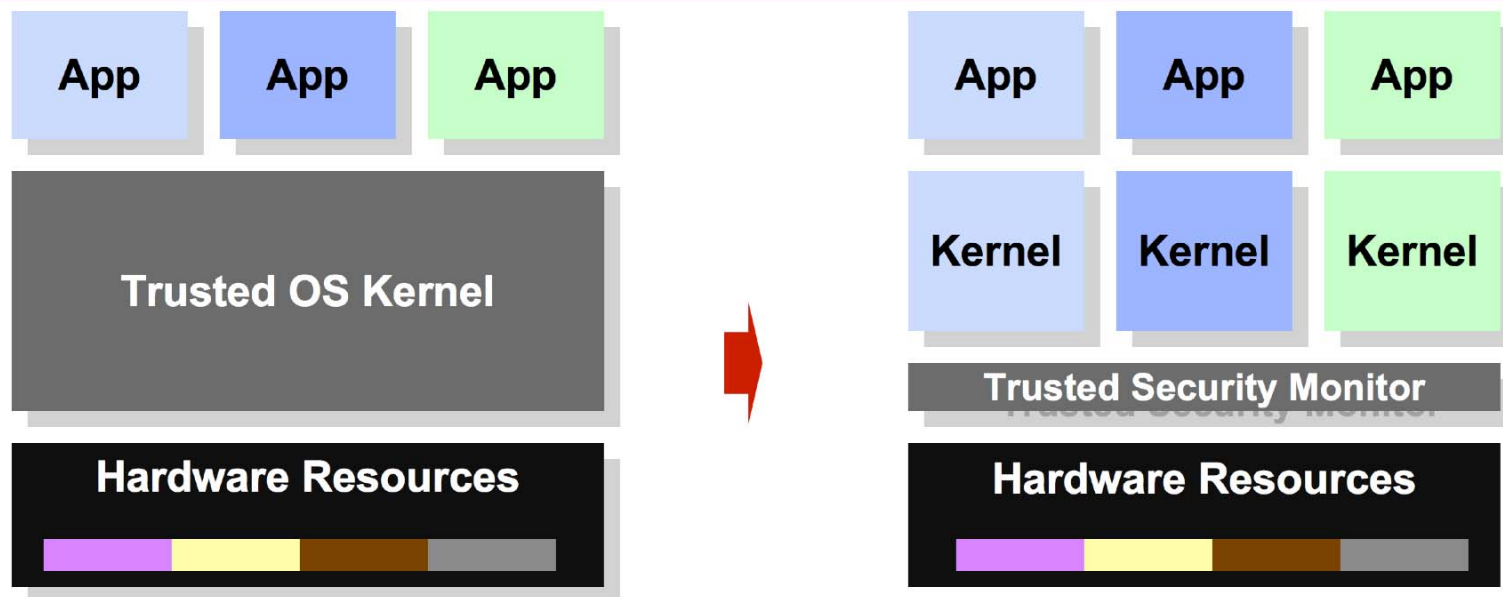 App App App
Trusted OS Kernel
Hardware Resources
App App App
Kernel Kernel Kernel
Trusted Security Monitor
Hardware Resources